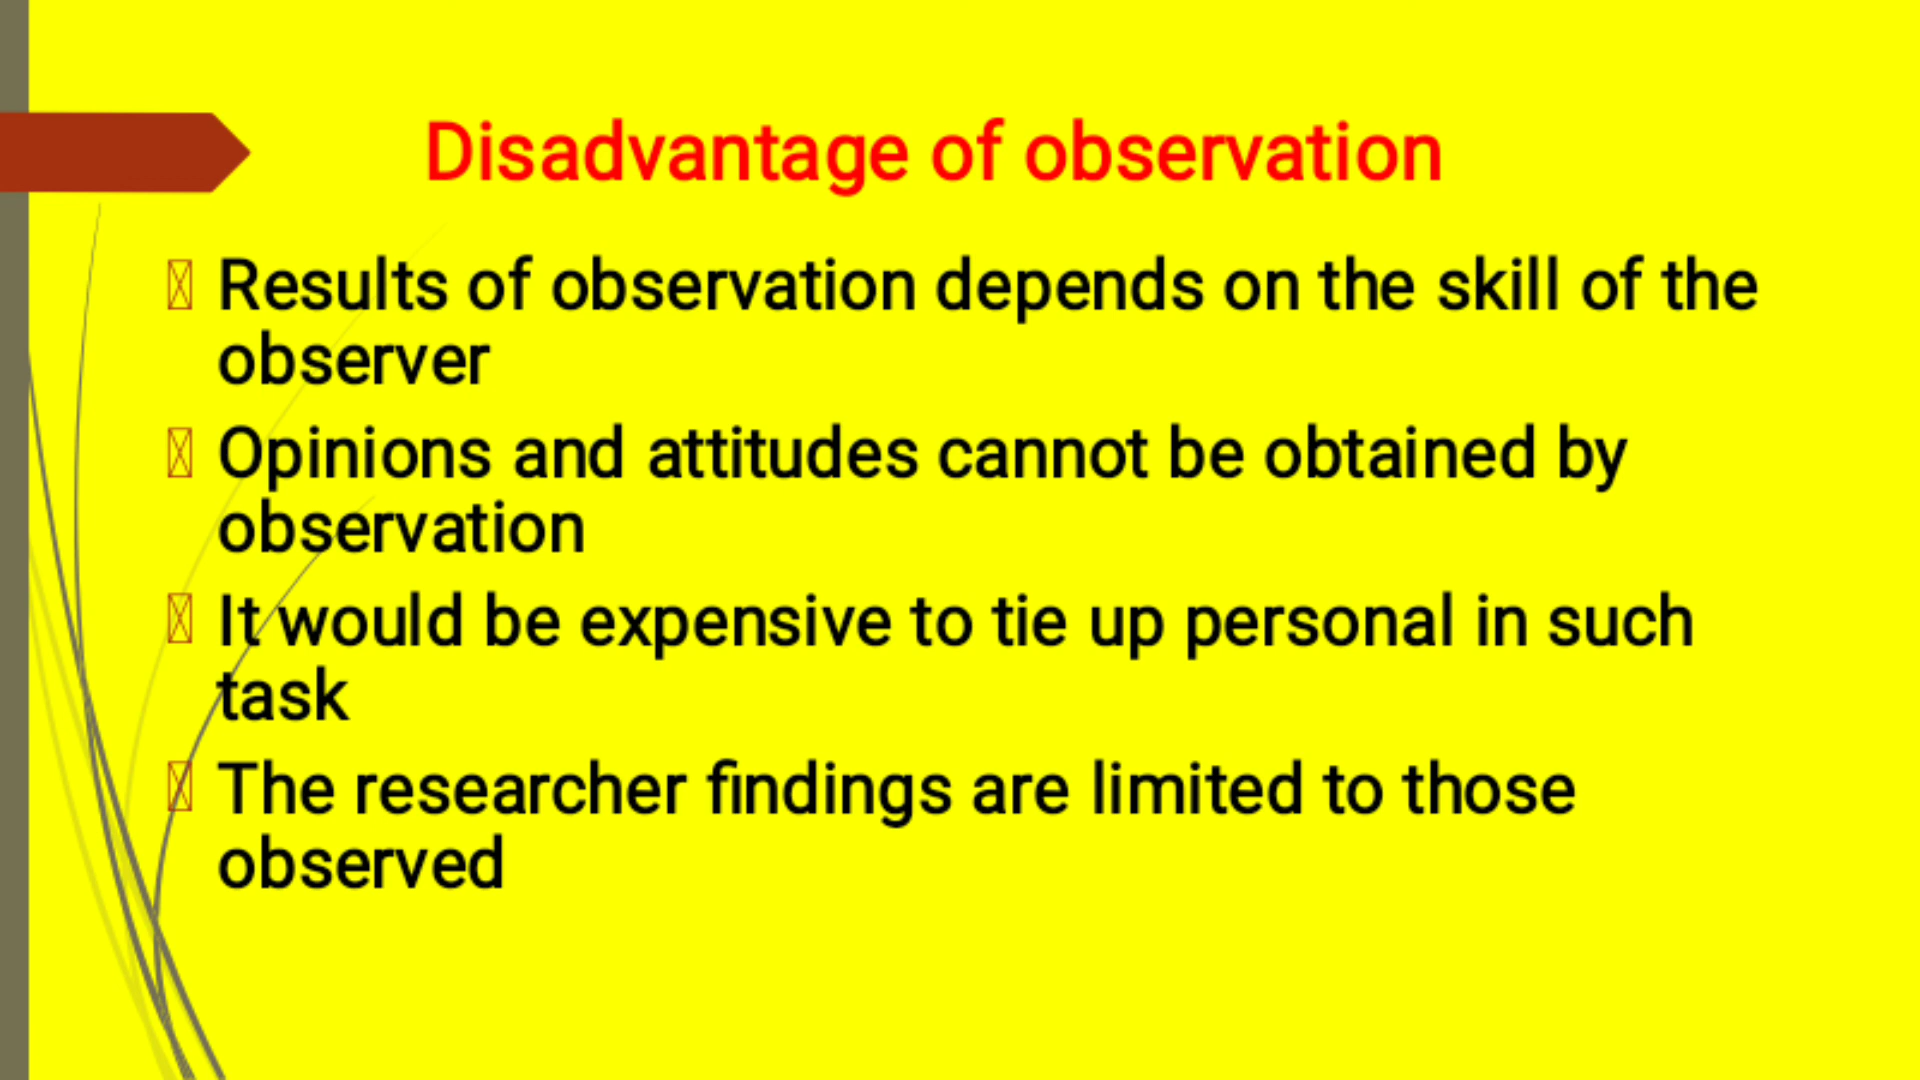 Disadvantage of observation
Results of observation depends on the skill of the
observer
Opinions and attitudes cannot be obtained by
observation
It would be expensive to tie up personal in such
task
The researcher findings are limited to those
observed